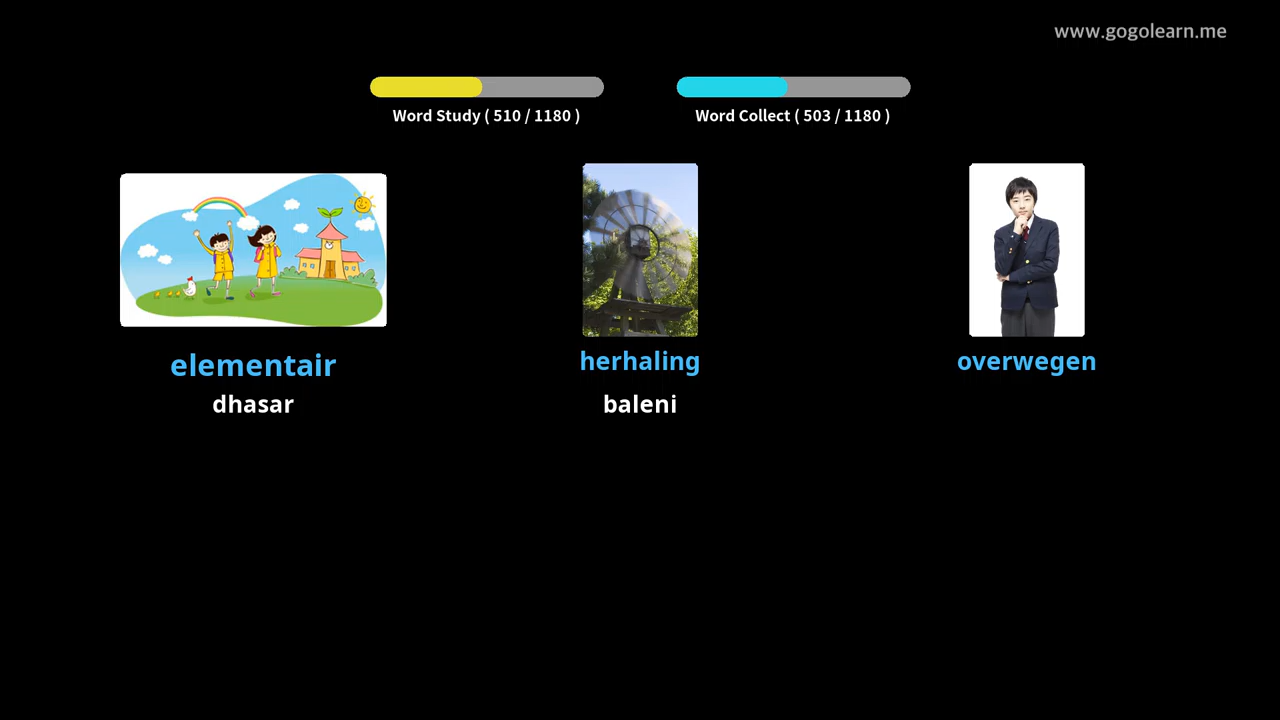 www.gogolearn.me
Word Study ( 510 / 1180 )
Word Collect ( 503 / 1180 )
elementair
herhaling
overwegen
dhasar
baleni